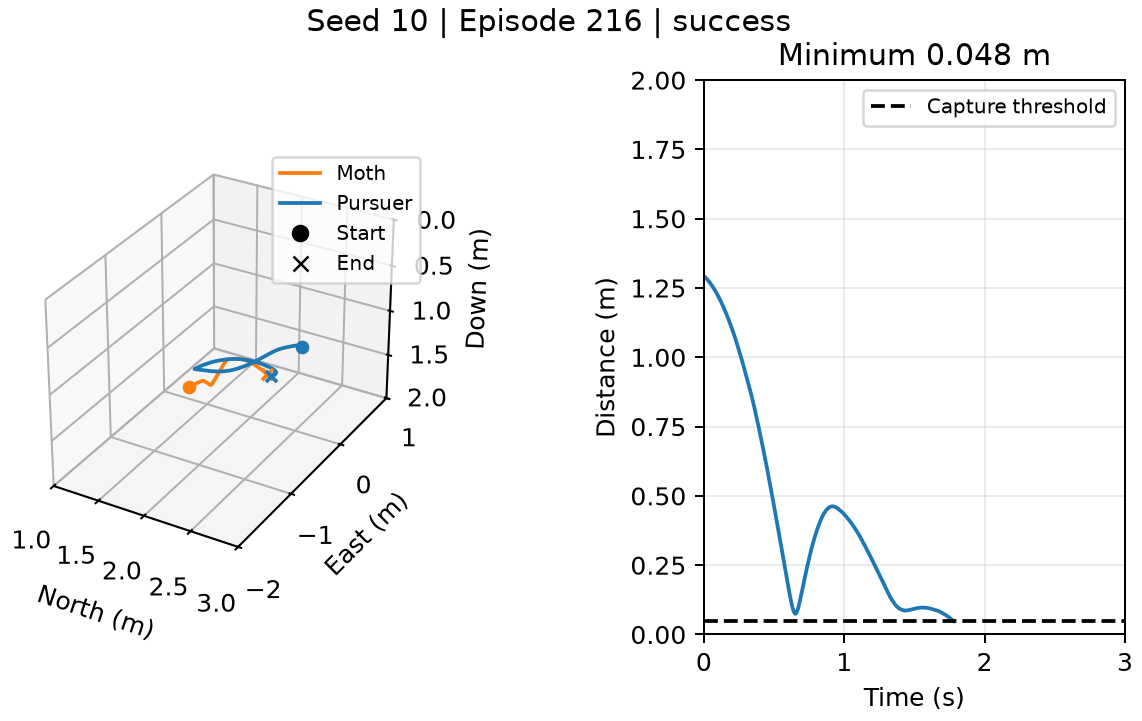 Seed 10 | Episode 216 | success
Moth
Pursuer
Start
End
0.0
0.5
1.0
1.5
2.0
Down (m)
1
0
−1
−2
East (m)
1.0
1.5
2.0
2.5
3.0
North (m)
Minimum 0.048 m
Capture threshold
2.00
1.75
1.50
1.25
1.00
0.75
0.50
0.25
0.00
Distance (m)
0
1
2
3
Time (s)